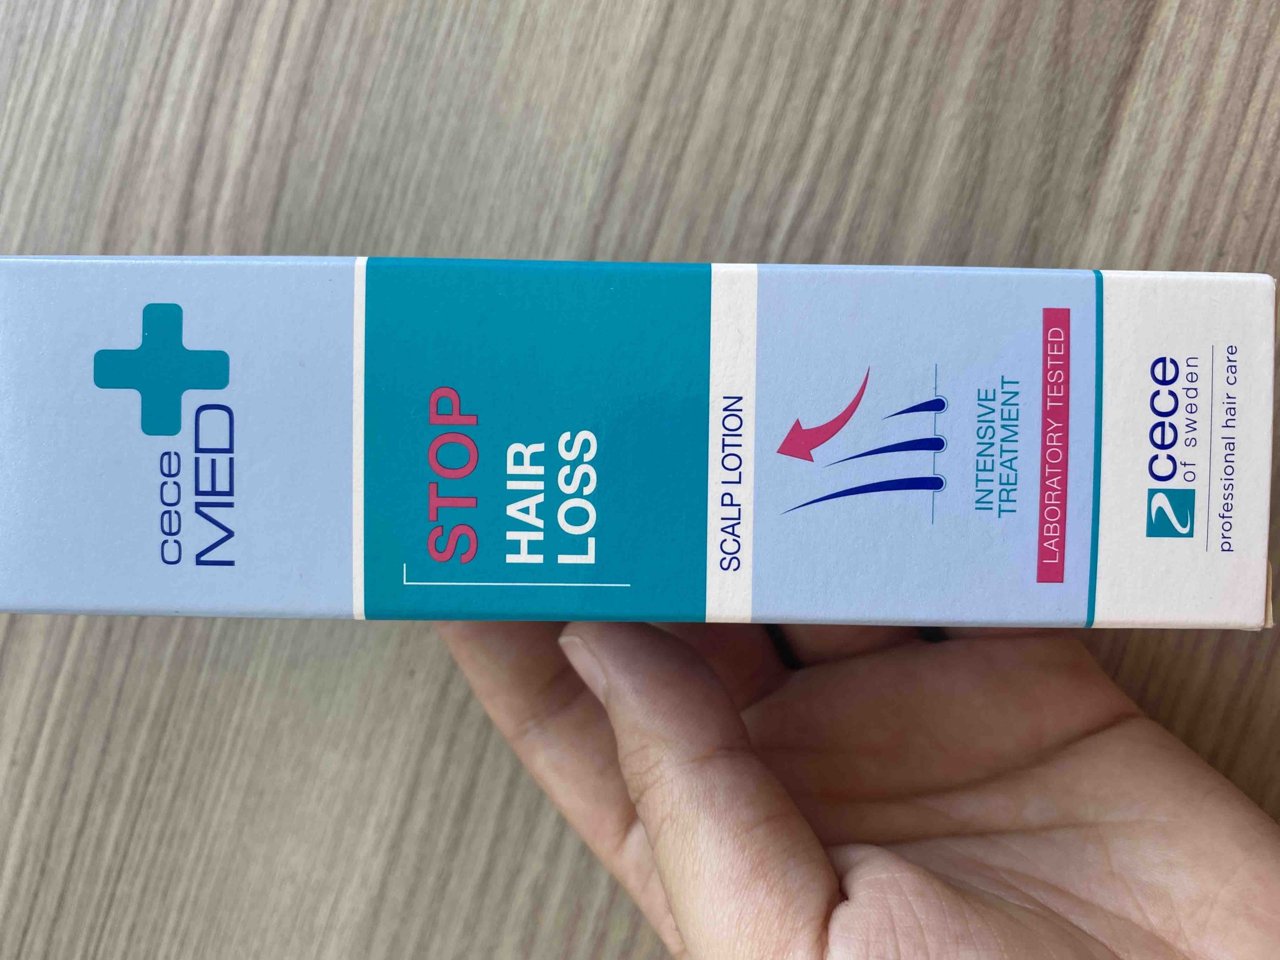 cece
MED
STOP
HAIR
LOSS
SCALP LOTION
INTENSIVE
TREATMENT
LABORATORY TESTED
cece
of sweden
professional hair care